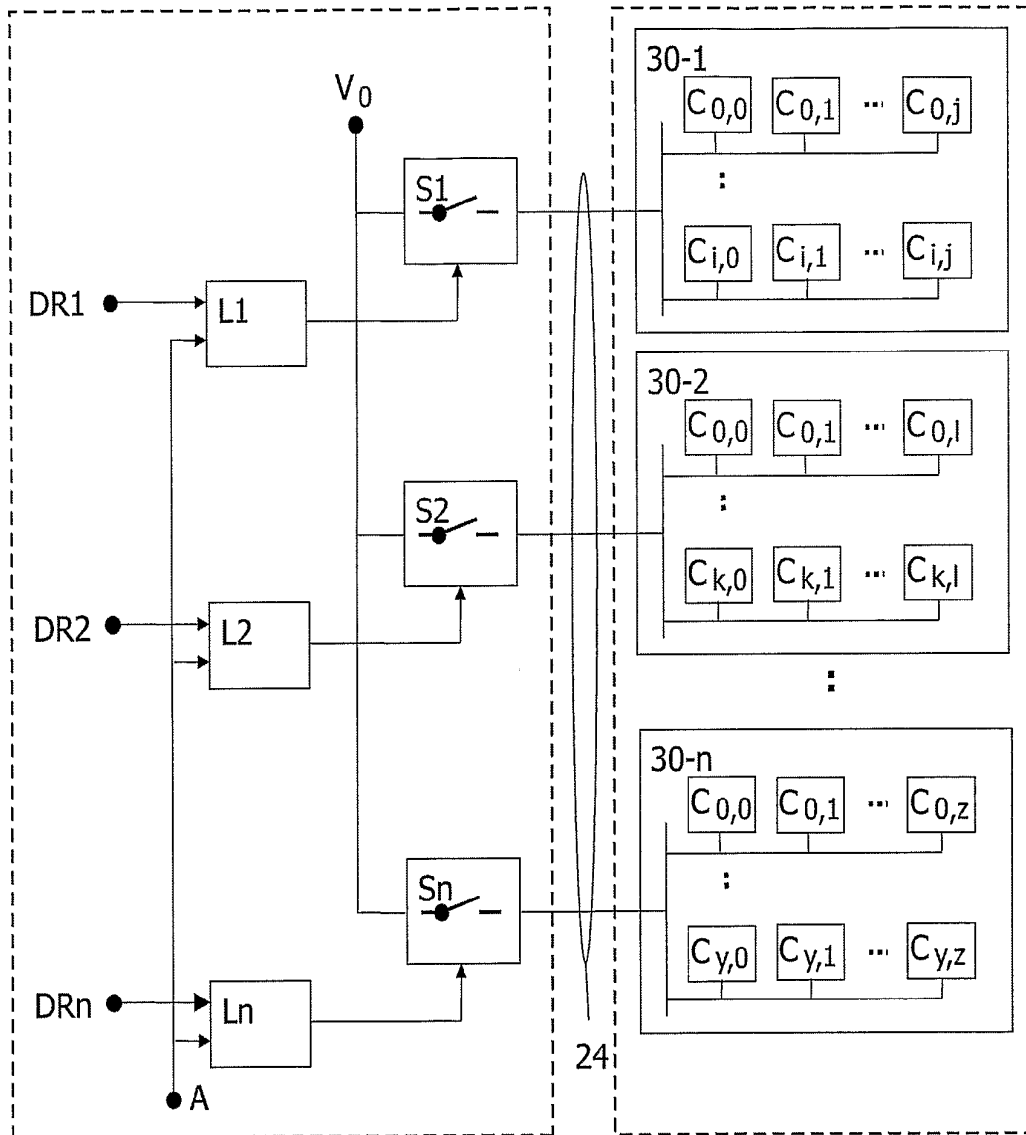 V0
S1
DR1
L1
S2
DR2
L2
Sn
DRn
Ln
A
24
30-1
C0,0 C0,1 ... C0,j
:
Ci,0 Ci,1 ... Ci,j
30-2
C0,0 C0,1 ... C0,l
:
Ck,0 Ck,1 ... Ck,l
:
30-n
C0,0 C0,1 ... C0,z
:
Cy,0 Cy,1 ... Cy,z